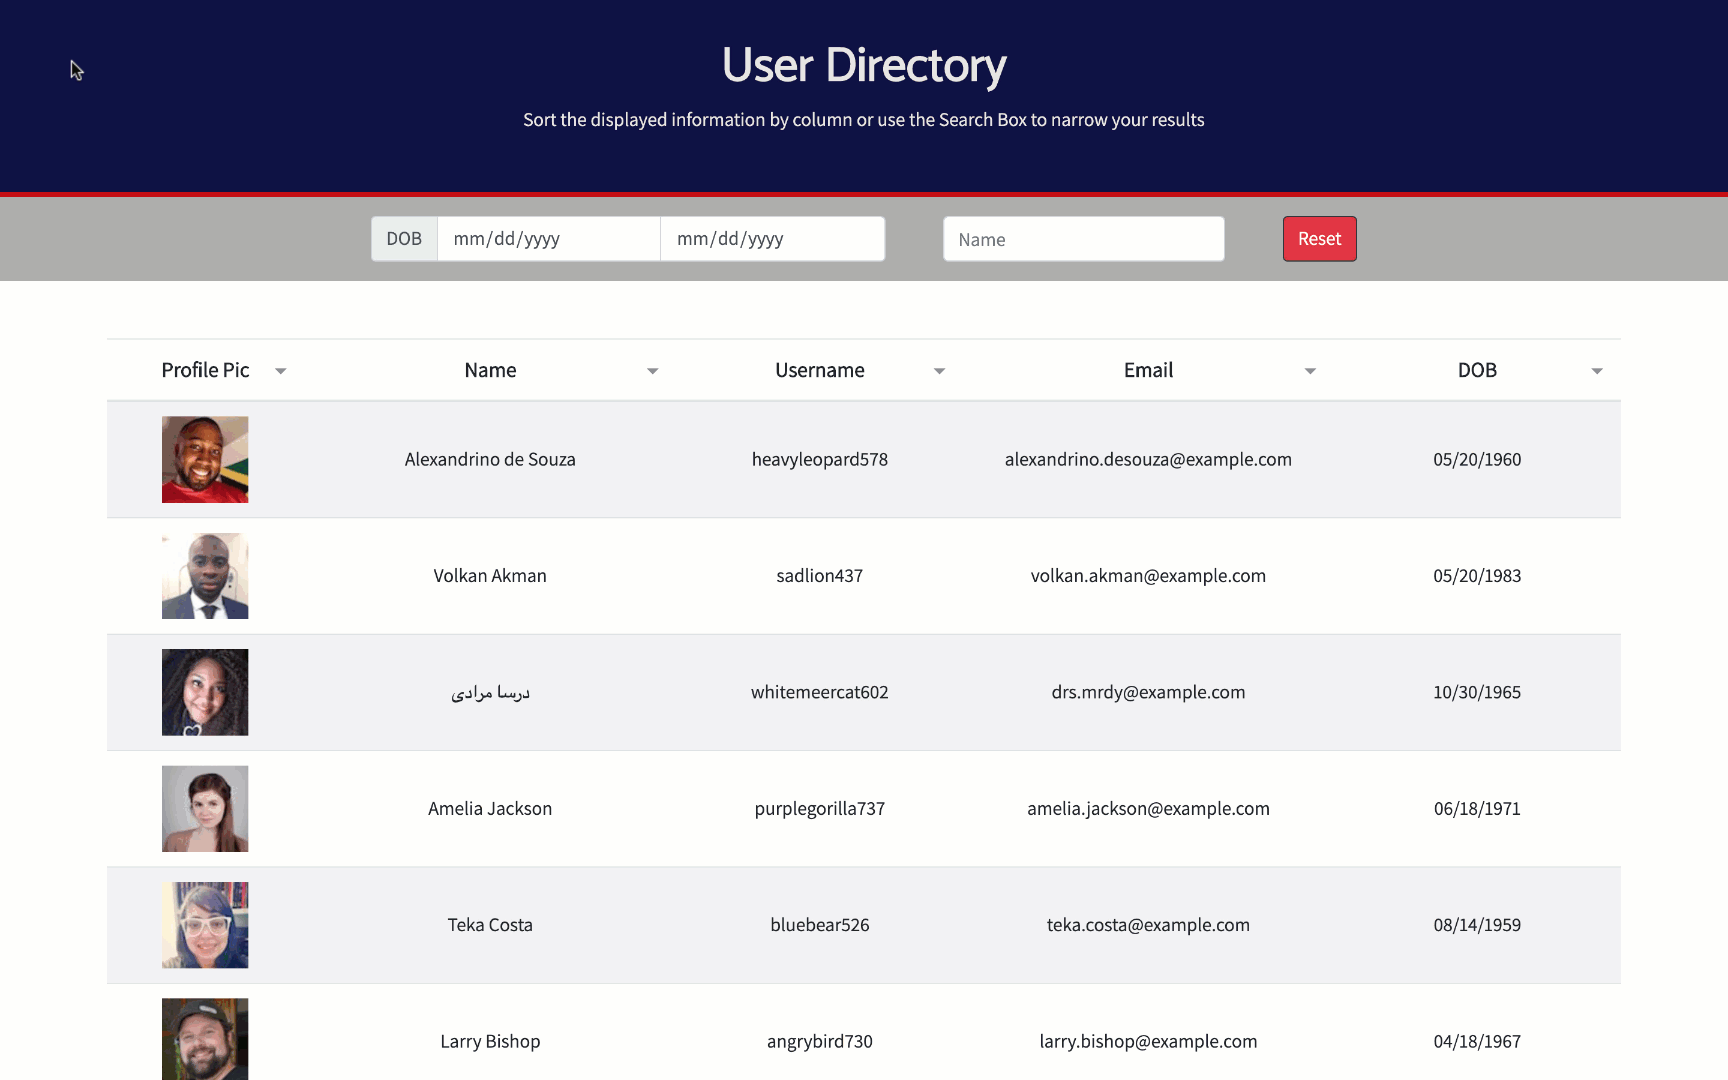 User Directory
Sort the displayed information by column or use the Search Box to narrow your results
DOB mm/dd/yyyy mm/dd/yyyy Name Reset
Profile Pic Name Username Email DOB
Alexandrino de Souza heavyleopard578 alexandrino.desouza@example.com 05/20/1960
Volkan Akman sadlion437 volkan.akman@example.com 05/20/1983
درسا مرادی whitemeercat602 drs.mrdy@example.com 10/30/1965
Amelia Jackson purplegorilla737 amelia.jackson@example.com 06/18/1971
Teka Costa bluebear526 teka.costa@example.com 08/14/1959
Larry Bishop angrybird730 larry.bishop@example.com 04/18/1967